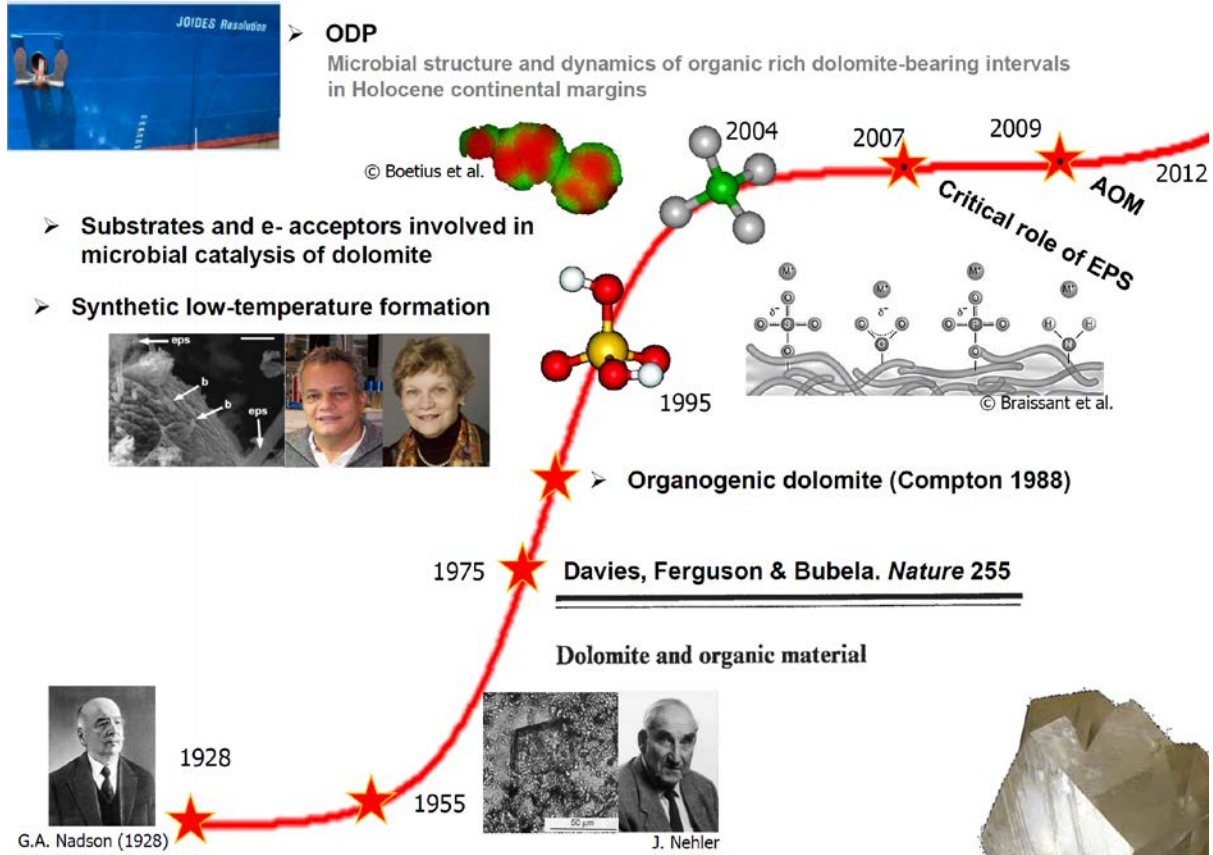 JOIDES Resolution
➢ ODP
Microbial structure and dynamics of organic rich dolomite-bearing intervals
in Holocene continental margins
2004
2007
2009
2012
© Boetius et al.
Critical role of EPS
AOM
➢ Substrates and e- acceptors involved in
microbial catalysis of dolomite
➢ Synthetic low-temperature formation
eps
b
b
eps
1995
M⁺
M⁺
M⁺
M⁺
δ⁻
δ⁻
δ⁻
O
O S O
O
O O
C
O
O P O
O
H H
N
© Braissant et al.
➢ Organogenic dolomite (Compton 1988)
1975
Davies, Ferguson & Bubela. Nature 255
Dolomite and organic material
1928
1955
50 µm
G.A. Nadson (1928)
J. Nehler